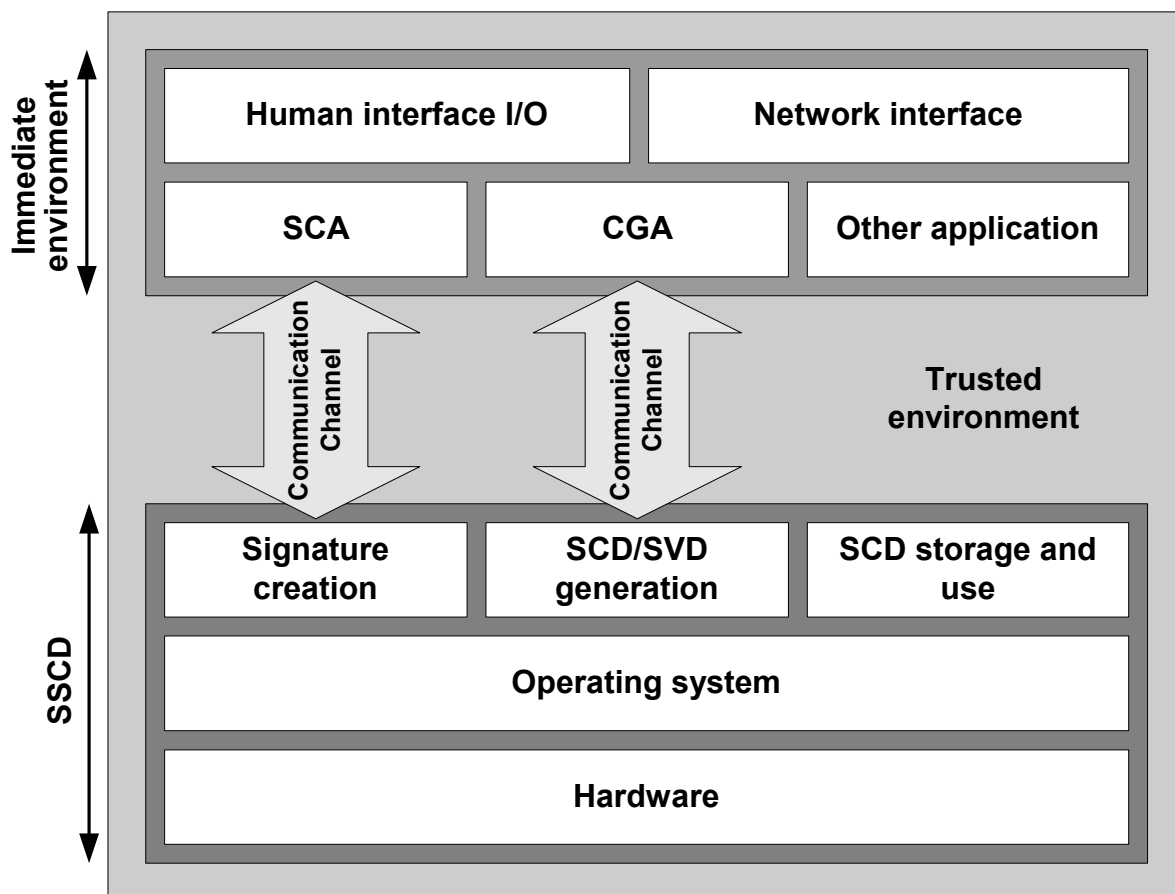 Immediate
environment
Human interface I/O
Network interface
SCA
CGA
Other application
Communication
Channel
Communication
Channel
Trusted
environment
SSCD
Signature
creation
SCD/SVD
generation
SCD storage and
use
Operating system
Hardware